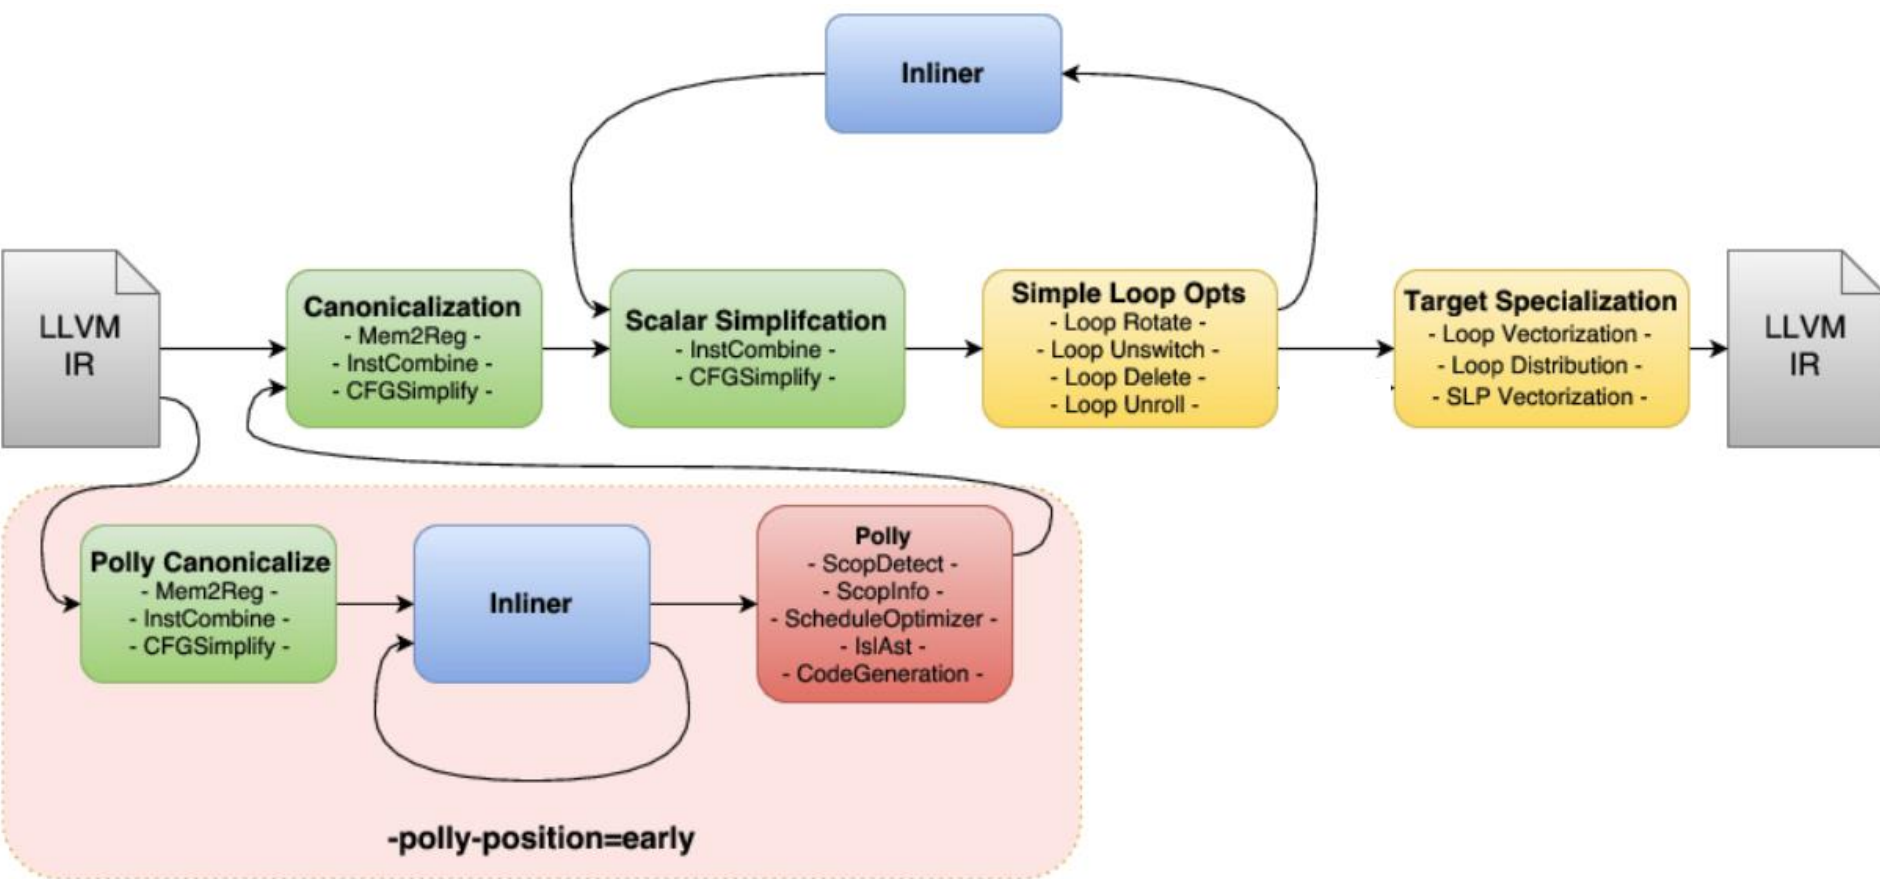 Inliner
LLVM
IR
Canonicalization
- Mem2Reg -
- InstCombine -
- CFGSimplify -
Scalar Simplifcation
- InstCombine -
- CFGSimplify -
Simple Loop Opts
- Loop Rotate -
- Loop Unswitch -
- Loop Delete -
- Loop Unroll -
Target Specialization
- Loop Vectorization -
- Loop Distribution -
- SLP Vectorization -
LLVM
IR
Polly Canonicalize
- Mem2Reg -
- InstCombine -
- CFGSimplify -
Inliner
Polly
- ScopDetect -
- ScopInfo -
- ScheduleOptimizer -
- IslAst -
- CodeGeneration -
-polly-position=early